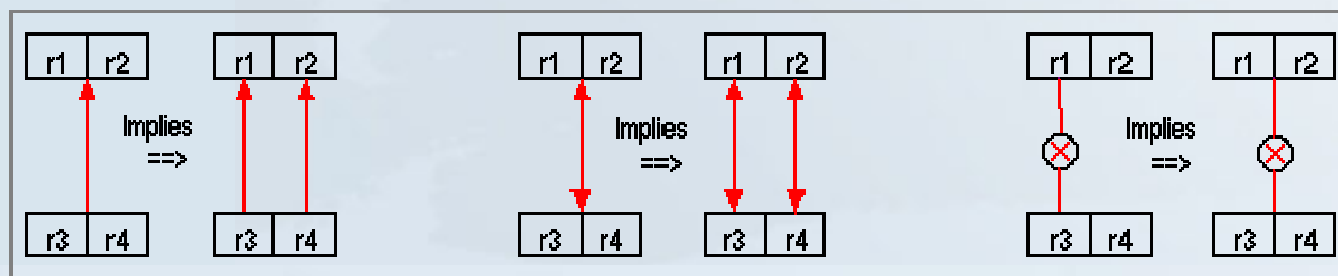 r1 r2 r1 r2 r1 r2 r1 r2 r1 r2 r1 r2
Implies Implies Implies
==> ==> ==>
r3 r4 r3 r4 r3 r4 r3 r4 r3 r4 r3 r4